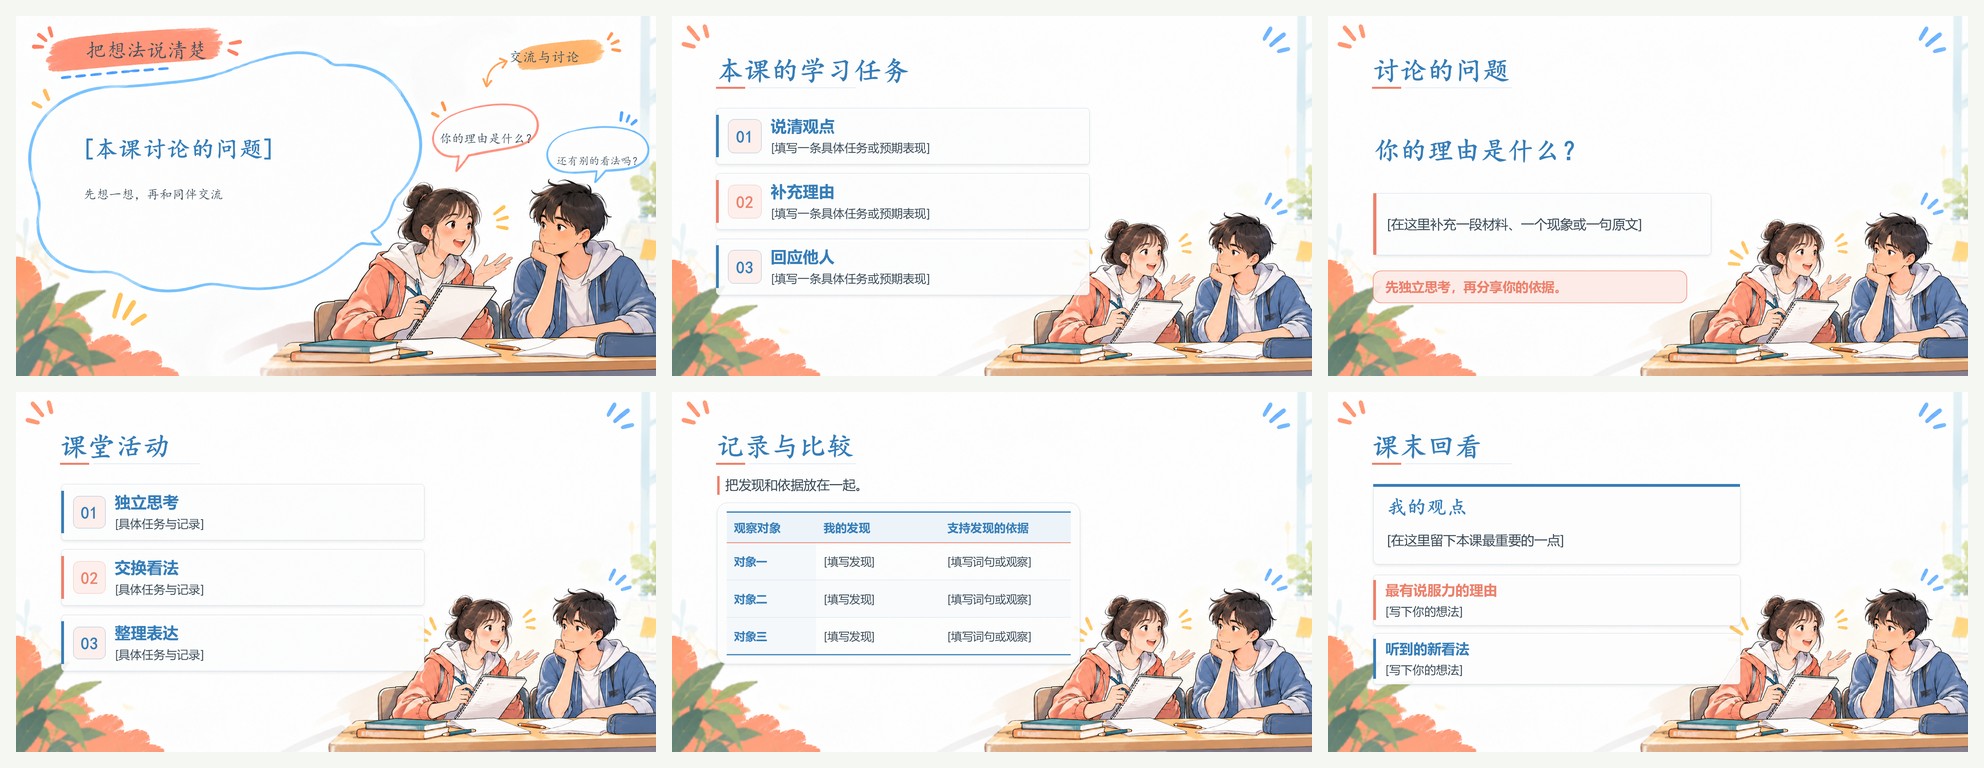 把想法说清楚
交流与讨论
你的理由是什么?
还有别的看法吗?
[本课讨论的问题]
先想一想，再和同伴交流
本课的学习任务
01
说清观点
[填写一条具体任务或预期表现]
02
补充理由
[填写一条具体任务或预期表现]
03
回应他人
[填写一条具体任务或预期表现]
讨论的问题
你的理由是什么?
[在这里补充一段材料、一个现象或一句原文]
先独立思考，再分享你的依据。
课堂活动
01
独立思考
[具体任务与记录]
02
交换看法
[具体任务与记录]
03
整理表达
[具体任务与记录]
记录与比较
把发现和依据放在一起。
观察对象 我的发现 支持发现的依据
对象一 [填写发现] [填写词句或观察]
对象二 [填写发现] [填写词句或观察]
对象三 [填写发现] [填写词句或观察]
课末回看
我的观点
[在这里留下本课最重要的一点]
最有说服力的理由
[写下你的想法]
听到的新看法
[写下你的想法]